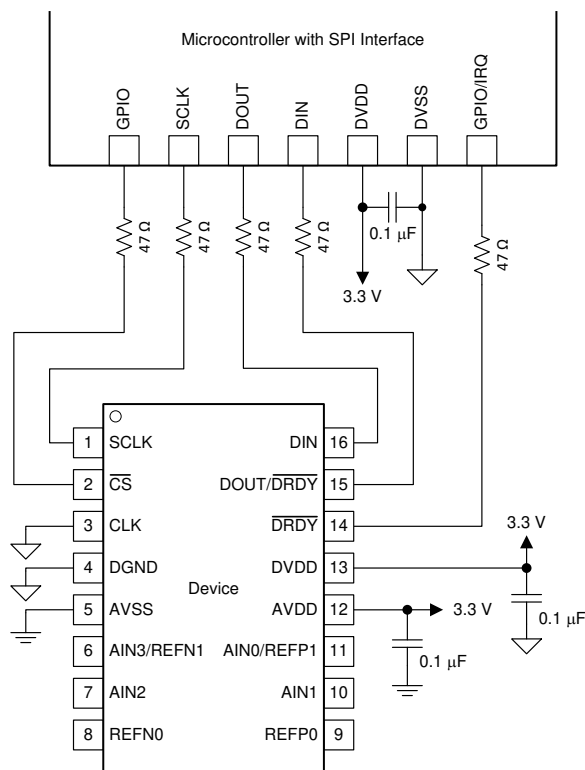 Microcontroller with SPI Interface
GPIO
SCLK
DOUT
DIN
DVDD
DVSS
GPIO/IRQ
47 Ω
47 Ω
47 Ω
47 Ω
0.1 μF
47 Ω
3.3 V
1 SCLK DIN 16
2 CS DOUT/DRDY 15
3 CLK DRDY 14
3.3 V
4 DGND DVDD 13
Device
5 AVSS AVDD 12
3.3 V
0.1 μF
6 AIN3/REFN1 AIN0/REFP1 11
0.1 μF
7 AIN2 AIN1 10
8 REFN0 REFP0 9